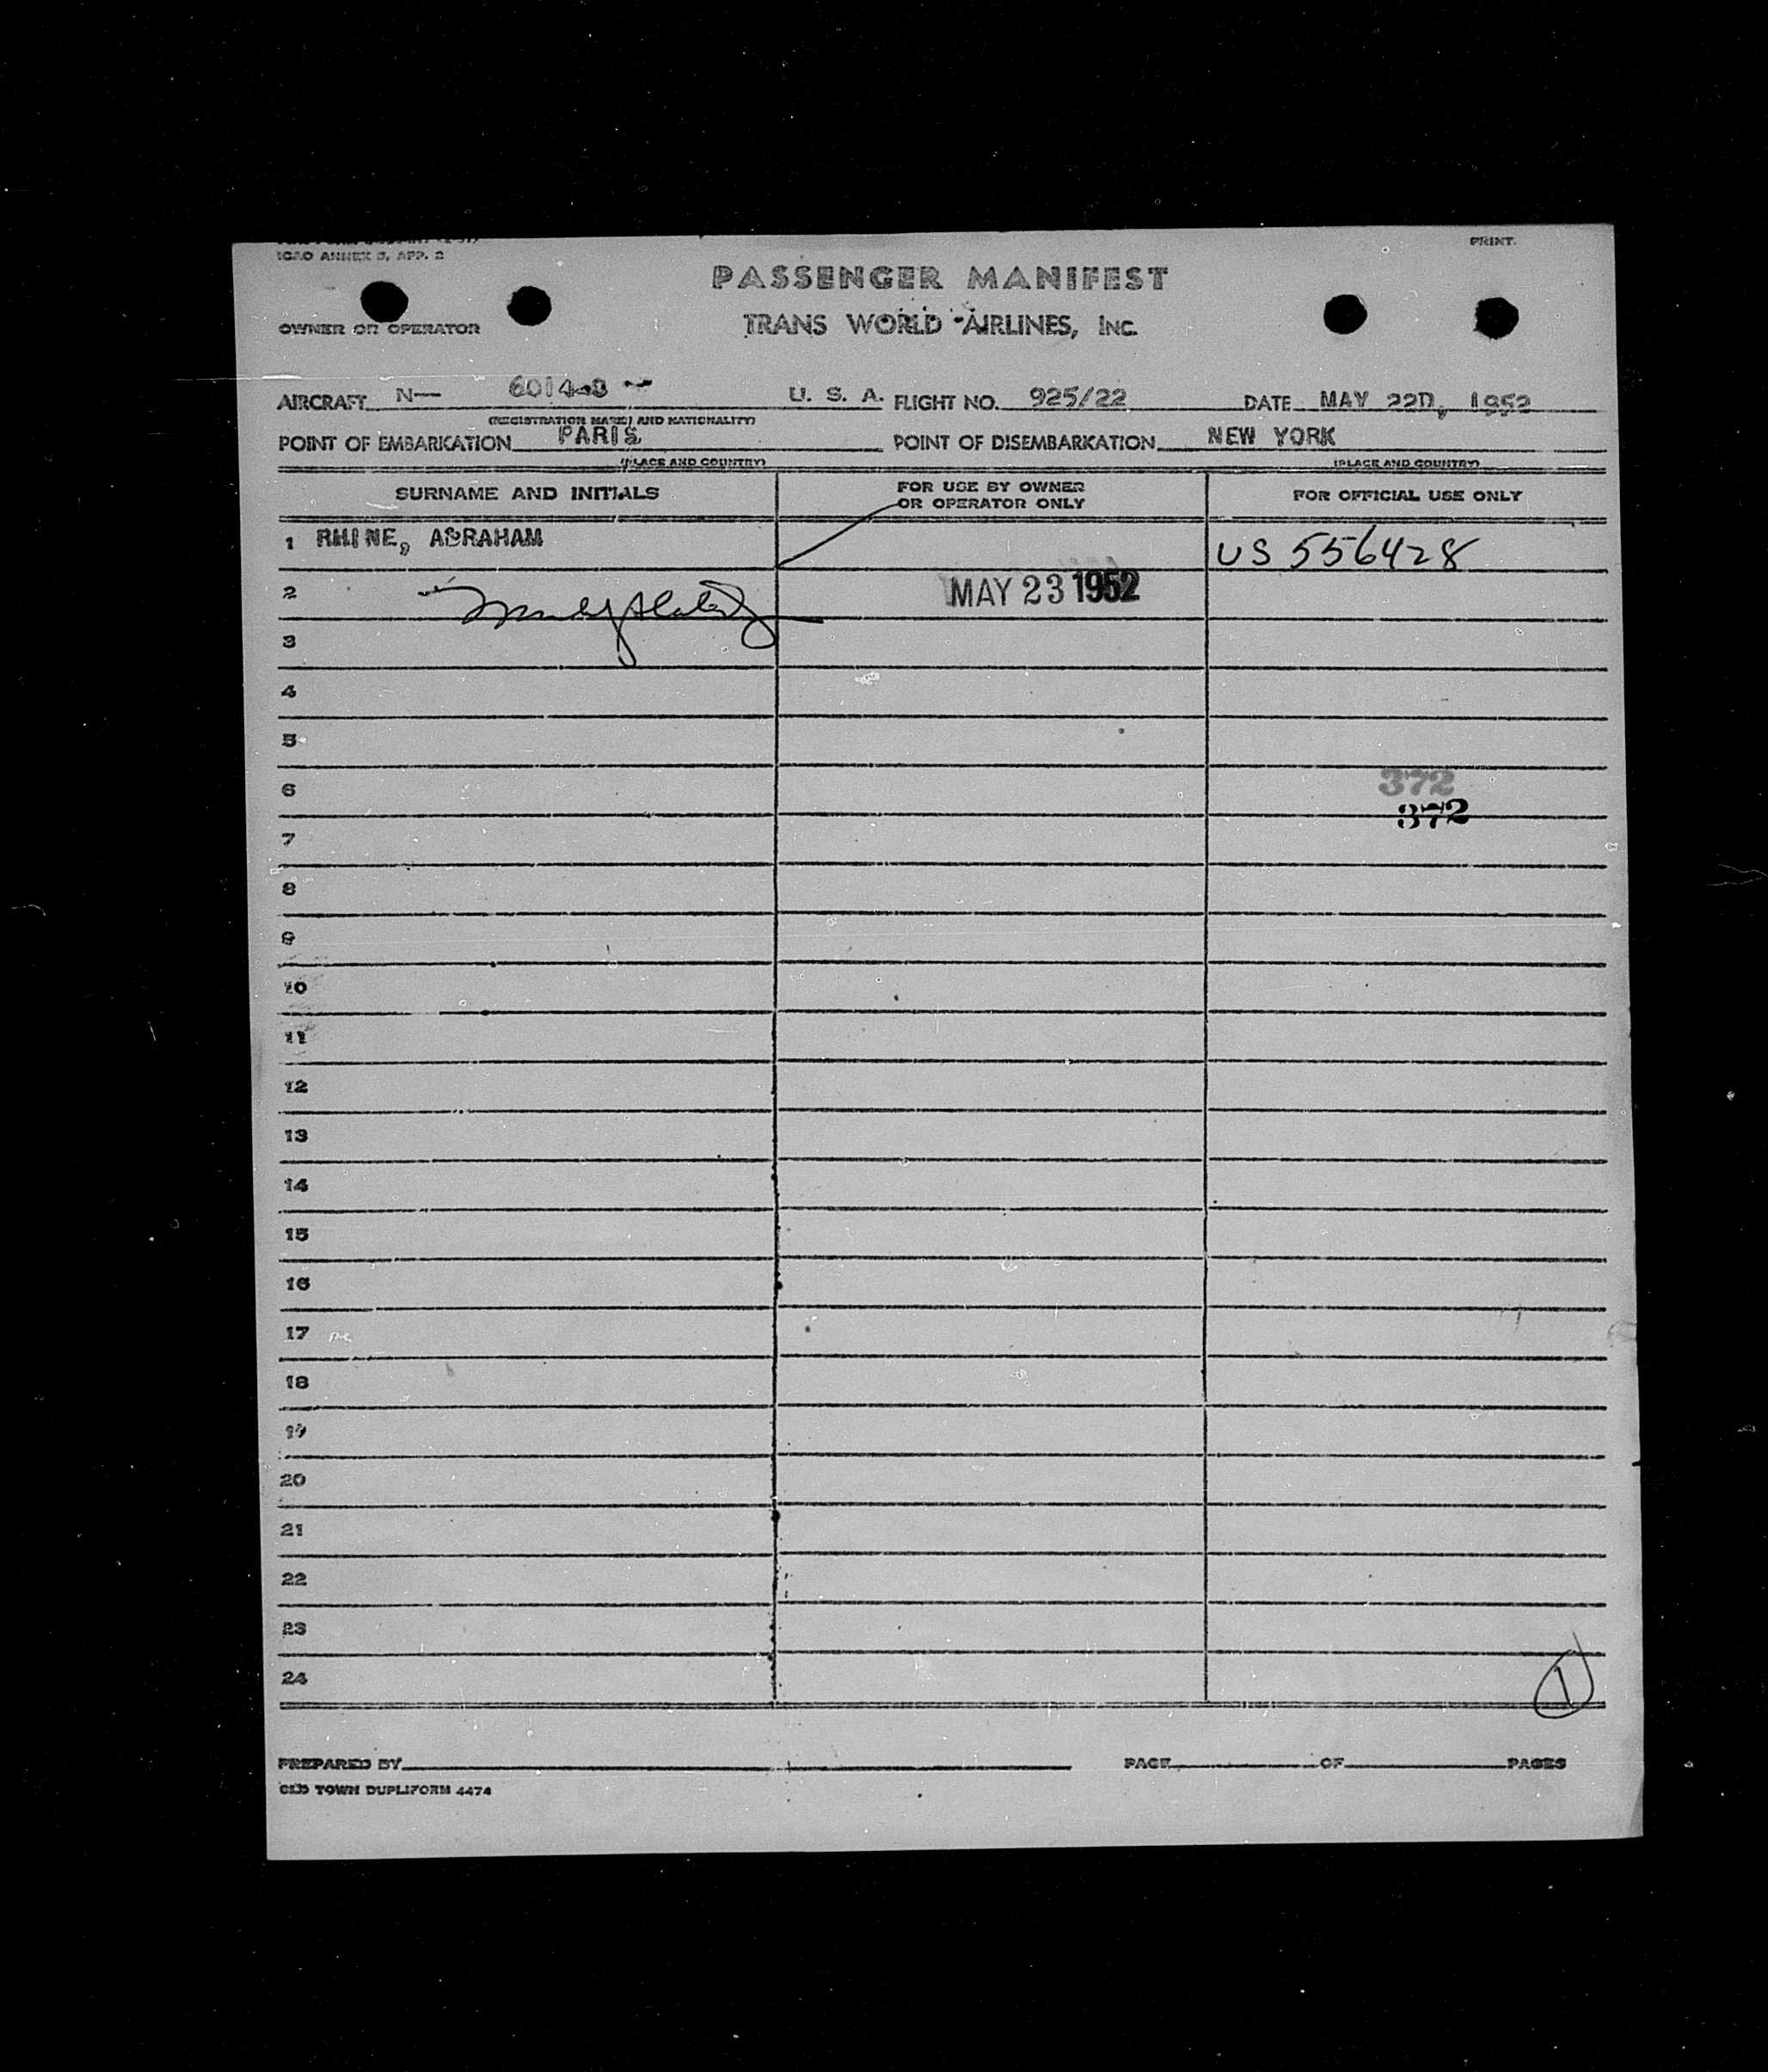 ICAO ANNEX 9, APP. 2
PRINT.
PASSENGER MANIFEST
OWNER OR OPERATOR
TRANS WORLD AIRLINES, INC.
AIRCRAFT N— U. S. A. FLIGHT NO. 925/22 DATE MAY 22D, 1952
(REGISTRATION MARKS AND NATIONALITY)
POINT OF EMBARKATION PARIS POINT OF DISEMBARKATION NEW YORK
(PLACE AND COUNTRY) (PLACE AND COUNTRY)
SURNAME AND INITIALS
FOR USE BY OWNER
OR OPERATOR ONLY
FOR OFFICIAL USE ONLY
1 RHINE, ABRAHAM US 556428
2 MAY 23 1952
3
4
5
6 372
372
7
8
9
10
11
12
13
14
15
16
17
18
19
20
21
22
23
24 1
PREPARED BY PAGE OF PAGES
OLD TOWN DUPLIFORM 4474